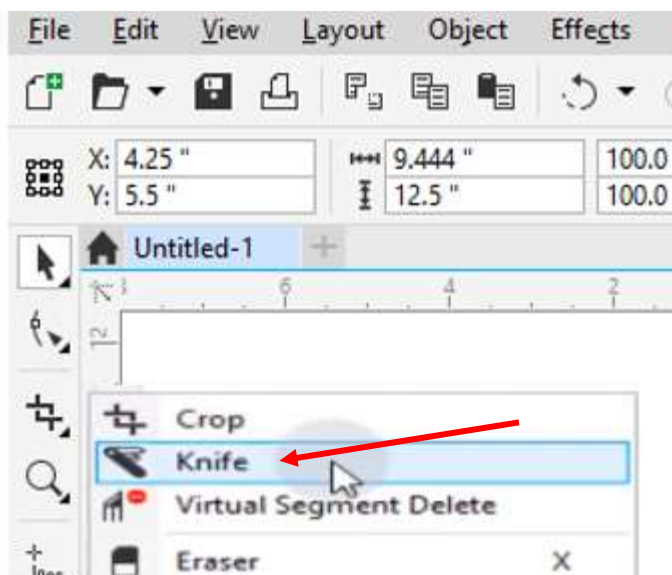 File Edit View Layout Object Effects
X: 4.25 " 9.444 " 100.0
Y: 5.5 " 12.5 " 100.0
Untitled-1
6 4 2
12
Crop
Knife
Virtual Segment Delete
Eraser X